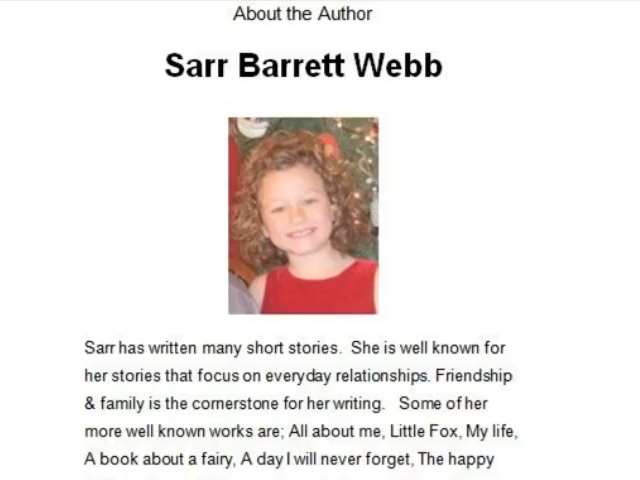 About the Author
Sarr Barrett Webb
Sarr has written many short stories.  She is well known for
her stories that focus on everyday relationships. Friendship
& family is the cornerstone for her writing.   Some of her
more well known works are; All about me, Little Fox, My life,
A book about a fairy, A day I will never forget, The happy